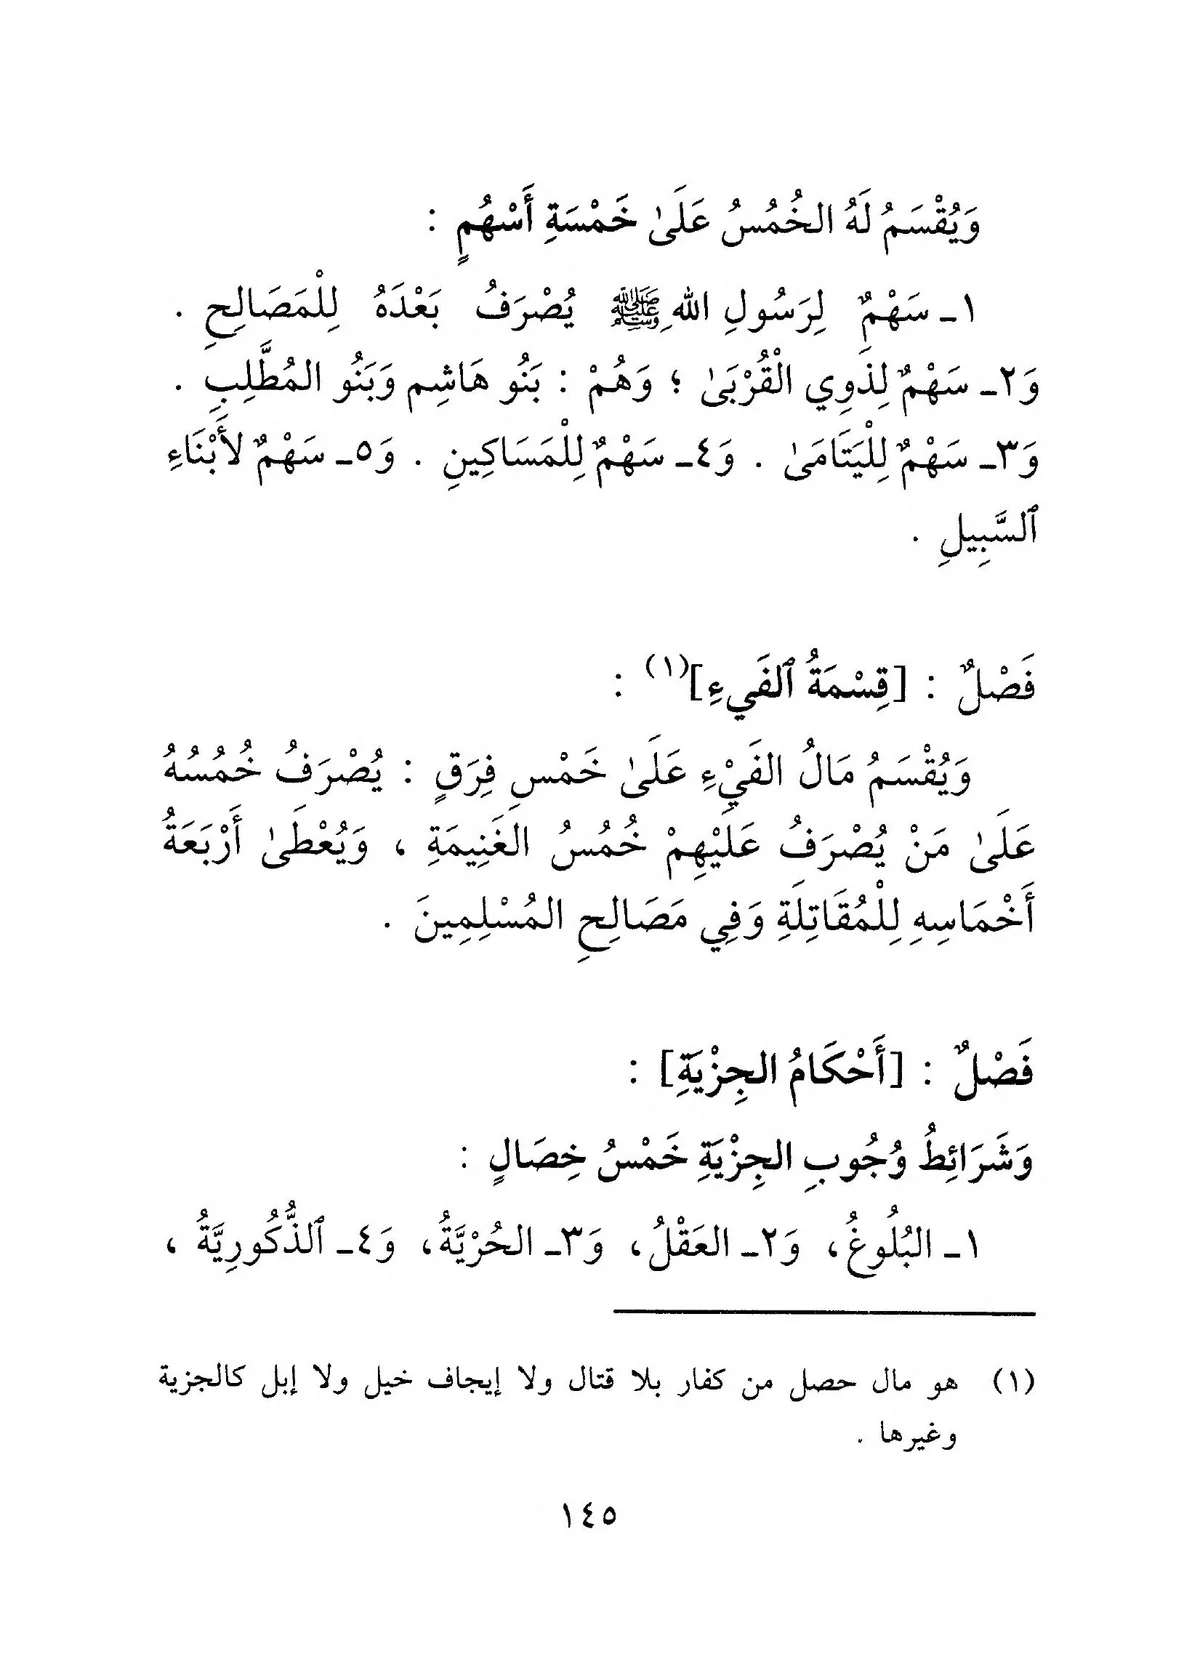 وَيُقْسَمُ لَهُ الخُمُسُ عَلَىٰ خَمْسَةِ أَسْهُمٍ :
١ـ سَهْمٌ لِرَسُولِ اللهِ ﷺ يُصْرَفُ بَعْدَهُ لِلْمَصَالِحِ .
وَ٢ـ سَهْمٌ لِذَوِي الْقُرْبَىٰ ؛ وَهُمْ : بَنُو هَاشِمٍ وَبَنُو المُطَّلِبِ .
وَ٣ـ سَهْمٌ لِلْيَتَامَىٰ . وَ٤ـ سَهْمٌ لِلْمَسَاكِينِ . وَ٥ـ سَهْمٌ لأَبْنَاءِ
ٱلسَّبِيلِ .
فَصْلٌ : [قِسْمَةُ ٱلفَيءِ](١) :
وَيُقْسَمُ مَالُ الفَيْءِ عَلَىٰ خَمْسِ فِرَقٍ : يُصْرَفُ خُمُسُهُ
عَلَىٰ مَنْ يُصْرَفُ عَلَيْهِمْ خُمُسُ الغَنِيمَةِ ، وَيُعْطَىٰ أَرْبَعَةُ
أَخْمَاسِهِ لِلْمُقَاتِلَةِ وَفِي مَصَالِحِ المُسْلِمِينَ .
فَصْلٌ : [أَحْكَامُ الجِزْيَةِ] :
وَشَرَائِطُ وُجُوبِ الجِزْيَةِ خَمْسُ خِصَالٍ :
١ـ البُلُوغُ، وَ٢ـ العَقْلُ، وَ٣ـ الحُرْيَّةُ، وَ٤ـ ٱلذُّكُورِيَّةُ ،
(١) هو مال حصل من كفار بلا قتال ولا إيجاف خيل ولا إبل كالجزية
وغيرها .
١٤٥